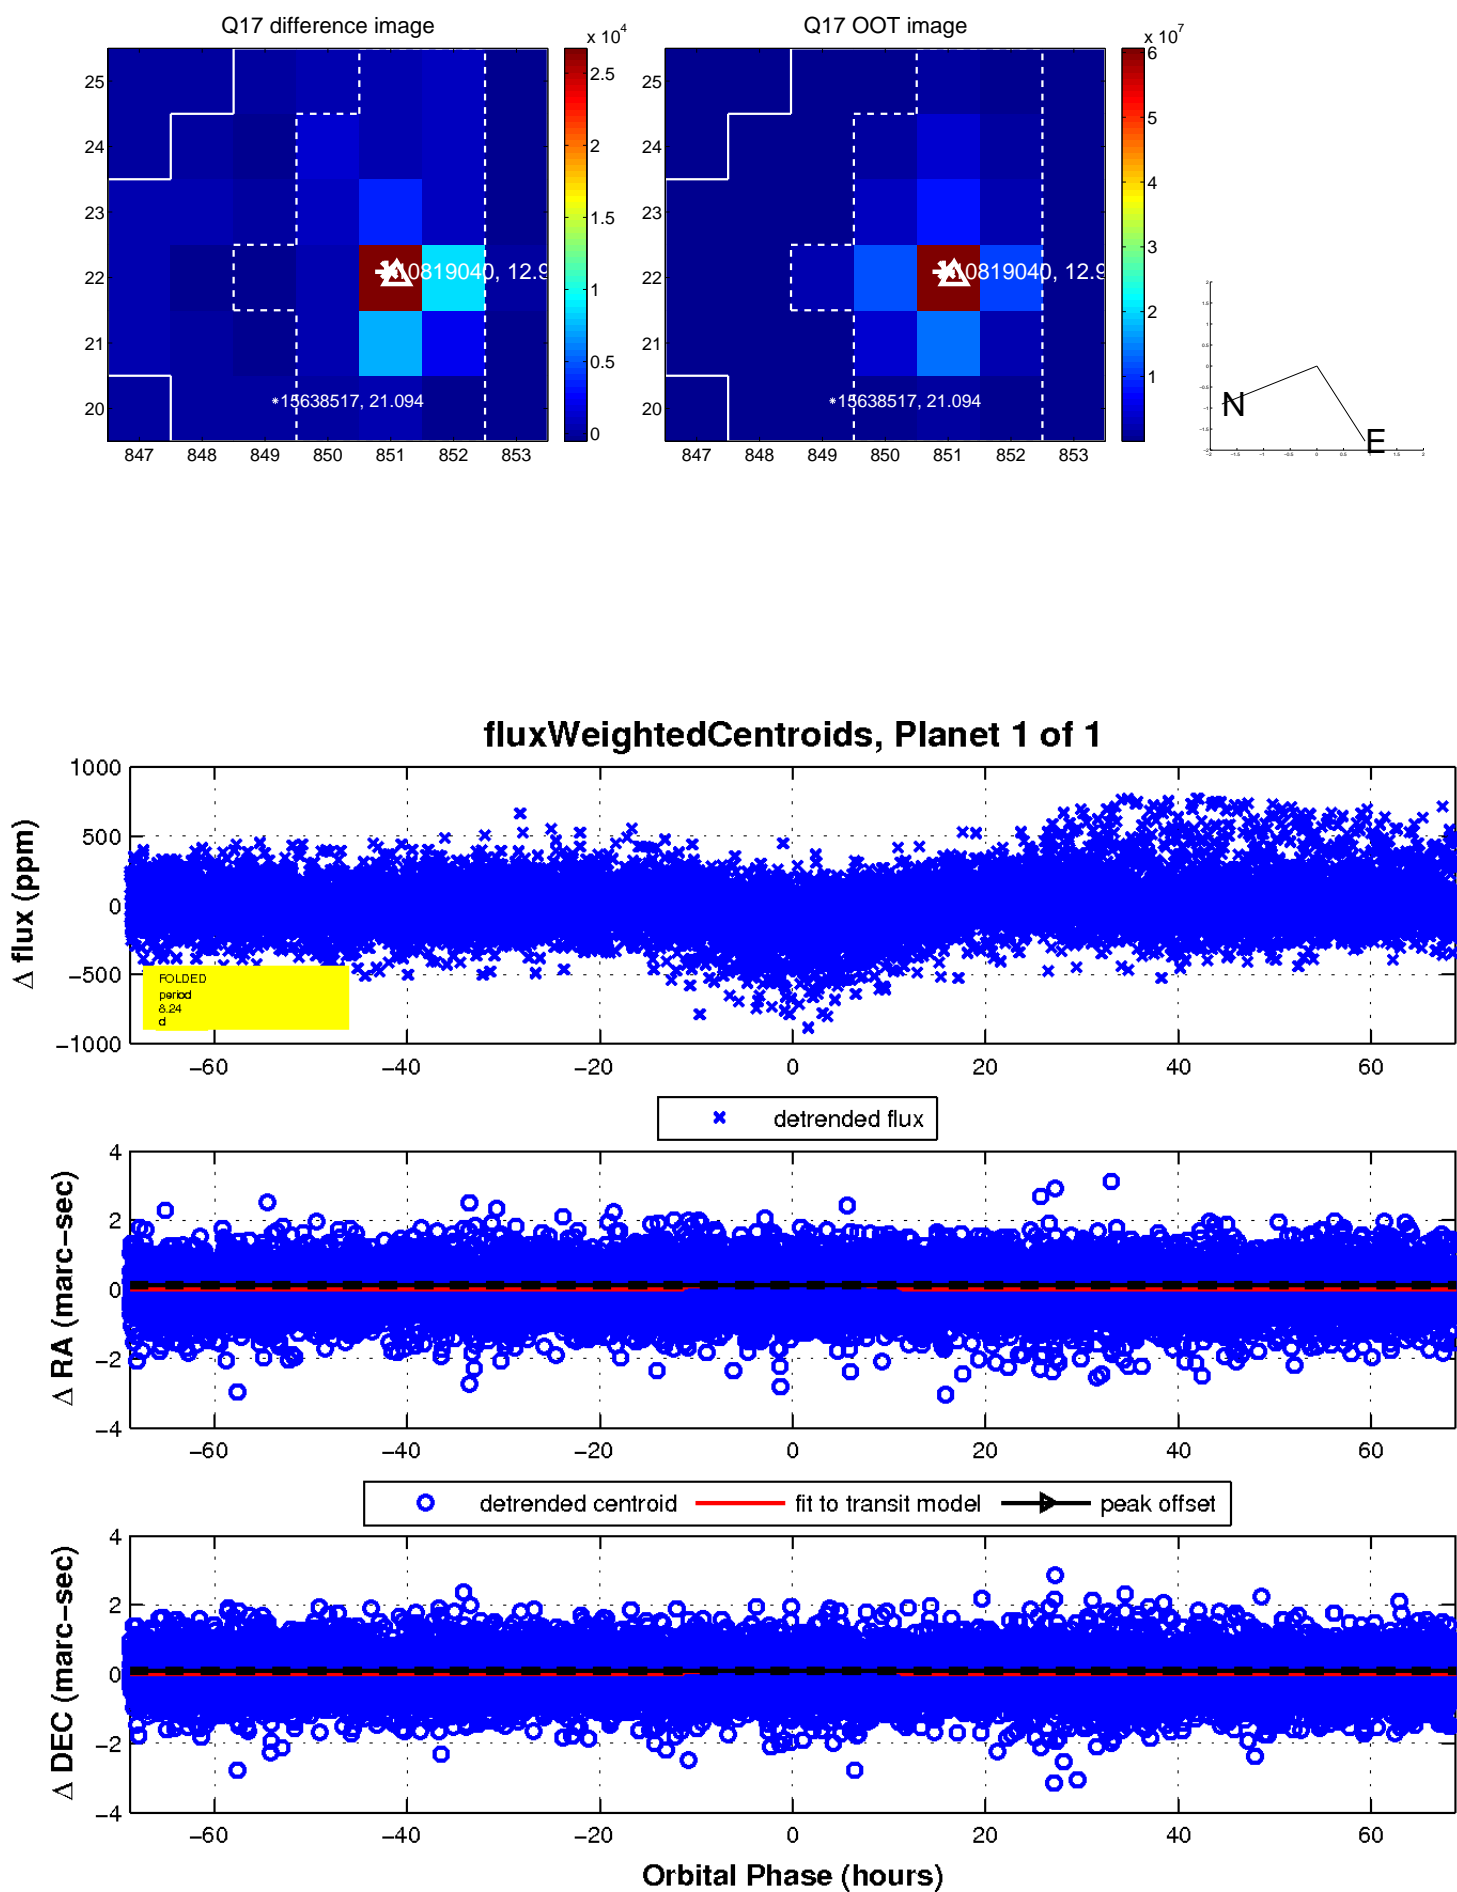 Q17 difference image
Q17 OOT image
x 10^4
x 10^7
25
24
23
22
21
20
847 848 849 850 851 852 853
2.5
2
1.5
1
0.5
0
10819040, 12.9
*15638517, 21.094
25
24
23
22
21
20
847 848 849 850 851 852 853
6
5
4
3
2
1
0819040, 12.9
*15638517, 21.094
N
E
fluxWeightedCentroids, Planet 1 of 1
Δ flux (ppm)
1000
500
0
−500
−1000
FOLDED
period
8.24
d
−60 −40 −20 0 20 40 60
detrended flux
Δ RA (marc−sec)
4
2
0
−2
−4
−60 −40 −20 0 20 40 60
detrended centroid fit to transit model peak offset
Δ DEC (marc−sec)
4
2
0
−2
−4
−60 −40 −20 0 20 40 60
Orbital Phase (hours)